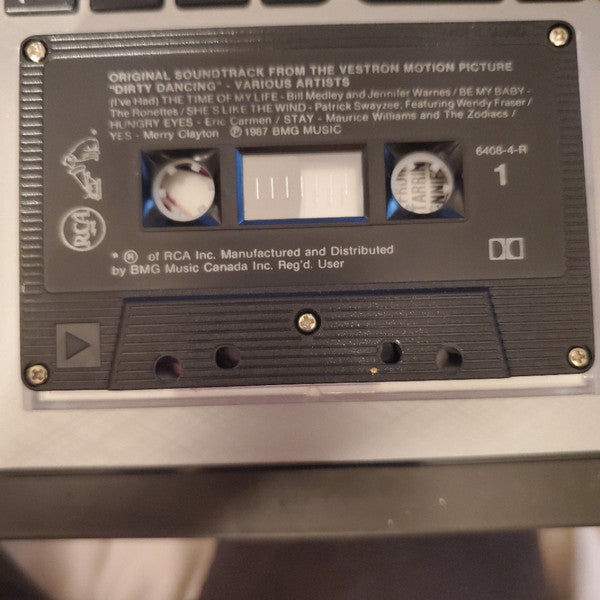 ORIGINAL SOUNDTRACK FROM THE VESTRON MOTION PICTURE
"DIRTY DANCING" - VARIOUS ARTISTS
(I've Had) THE TIME OF MY LIFE - Bill Medley and Jennifer Warnes / BE MY BABY -
The Ronettes / SHE'S LIKE THE WIND - Patrick Swayzee, Featuring Wendy Fraser /
HUNGRY EYES - Eric Carmen / STAY - Maurice Williams and The Zodiacs /
YES - Merry Clayton ℗ 1987 BMG MUSIC
6408-4-R
1
RCA
* ® of RCA Inc. Manufactured and Distributed
by BMG Music Canada Inc. Reg'd. User